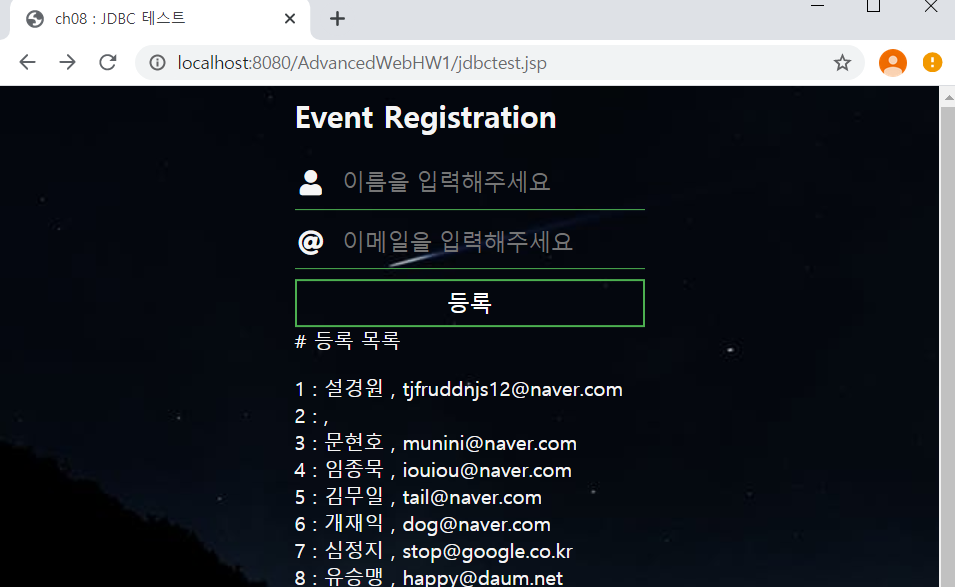 ch08 : JDBC 테스트
localhost:8080/AdvancedWebHW1/jdbctest.jsp
Event Registration
이름을 입력해주세요
@ 이메일을 입력해주세요
등록
# 등록 목록
1 : 설경원 , tjfruddnjs12@naver.com
2 : ,
3 : 문현호 , munini@naver.com
4 : 임종묵 , iouiou@naver.com
5 : 김무일 , tail@naver.com
6 : 개재익 , dog@naver.com
7 : 심정지 , stop@google.co.kr
8 : 유승맹 , happy@daum.net